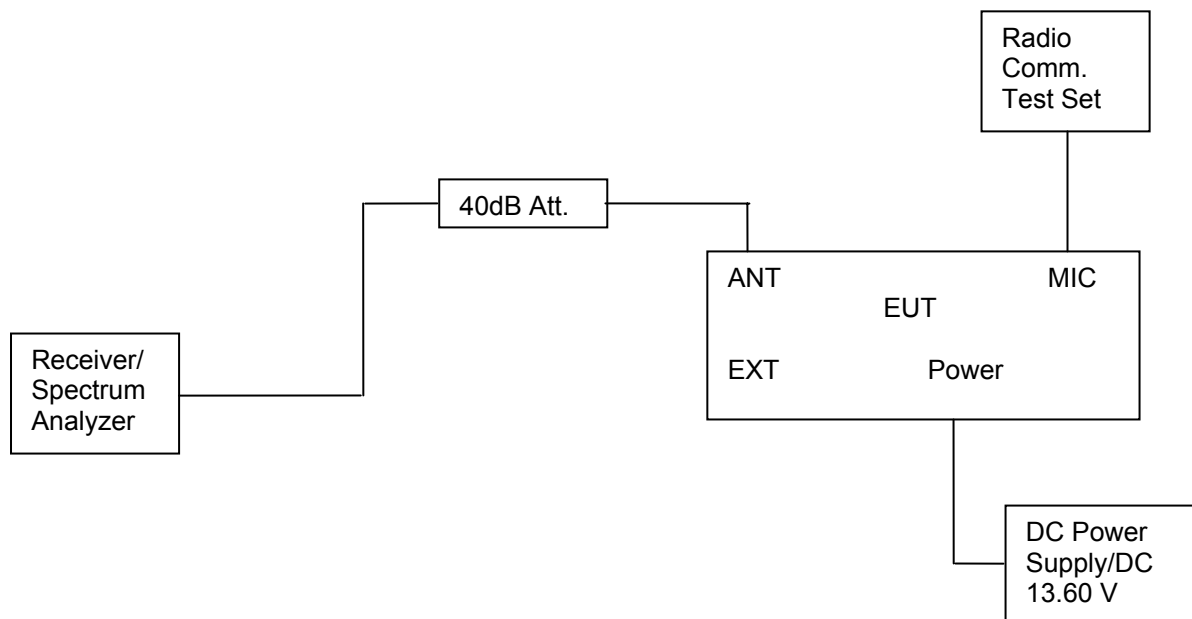 Radio
Comm.
Test Set
40dB Att.
ANT
MIC
EUT
Receiver/
Spectrum
Analyzer
EXT
Power
DC Power
Supply/DC
13.60 V